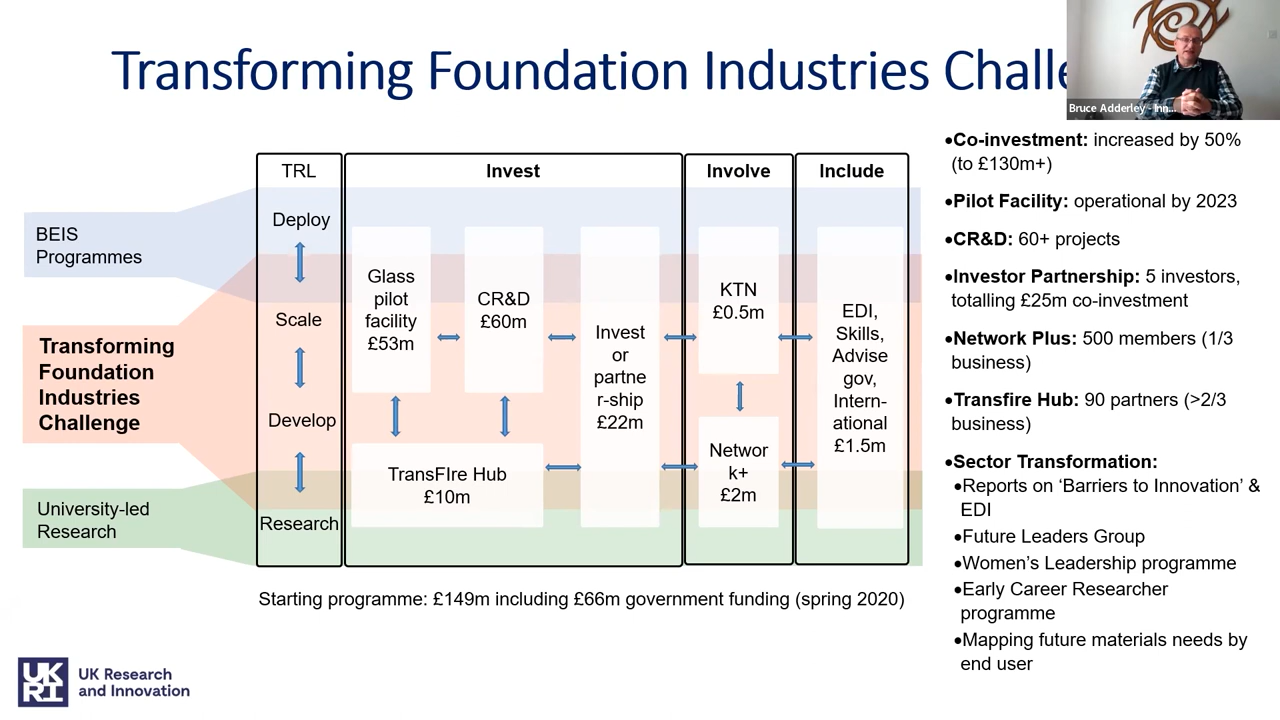 Transforming Foundation Industries Challe
Bruce Adderley - Inn...
TRL
Invest
Involve
Include
BEIS
Programmes
Transforming
Foundation
Industries
Challenge
University-led
Research
Deploy
Scale
Develop
Research
Glass
pilot
facility
£53m
CR&D
£60m
Invest
or
partne
r-ship
£22m
TransFIre Hub
£10m
KTN
£0.5m
Networ
k+
£2m
EDI,
Skills,
Advise
gov,
Intern-
ational
£1.5m
Starting programme: £149m including £66m government funding (spring 2020)
•Co-investment: increased by 50%
(to £130m+)
•Pilot Facility: operational by 2023
•CR&D: 60+ projects
•Investor Partnership: 5 investors,
totalling £25m co-investment
•Network Plus: 500 members (1/3
business)
•Transfire Hub: 90 partners (>2/3
business)
•Sector Transformation:
•Reports on ‘Barriers to Innovation’ &
EDI
•Future Leaders Group
•Women’s Leadership programme
•Early Career Researcher
programme
•Mapping future materials needs by
end user
UK
RI
UK Research
and Innovation